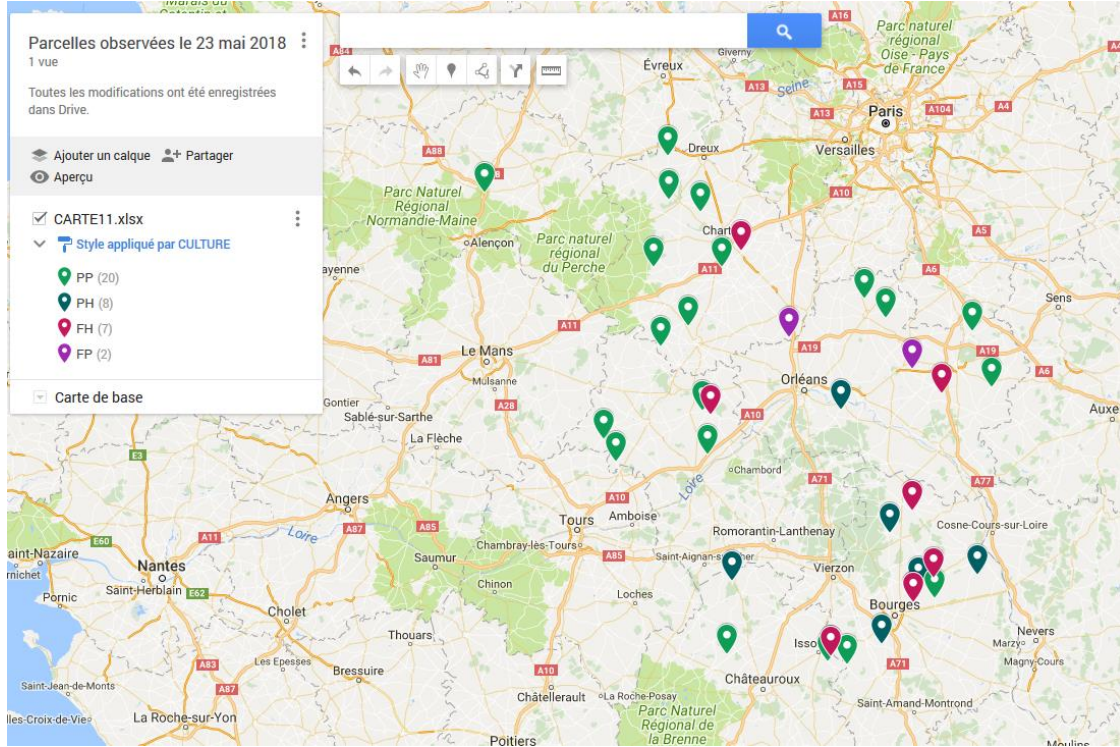 Parcelles observées le 23 mai 2018
1 vue
Toutes les modifications ont été enregistrées
dans Drive.
Ajouter un calque
Partager
Aperçu
CARTE11.xlsx
Style appliqué par CULTURE
PP (20)
PH (8)
FH (7)
FP (2)
Carte de base
A16
Parc naturel
régional
Oise - Pays
de France
Giverny
Évreux
A13
Seine
A15
A13
Paris
A104
A4
Versailles
Dreux
A88
A10
Parc Naturel
Régional
Normandie-Maine
Alençon
Parc naturel
régional
du Perche
A11
A5
A6
Sens
A11
A81
Le Mans
Mulsanne
A19
A19
A6
Orléans
A28
A10
Sablé-sur-Sarthe
La Flèche
E3
Chambord
Loire
A71
A77
A10
Angers
Tours
Amboise
A11
A87
A85
Loire
E60
Romorantin-Lanthenay
Cosne-Cours-sur-Loire
Chambray-lès-Tours
A85
Saumur
Nantes
Saint-Herblain
E62
Vierzon
Chinon
Loches
Pornic
Cholet
Bourges
Thouars
Nevers
Marzy
Magny-Cours
A83
Les Epesses
Bressuire
A10
A71
Châteauroux
A87
Saint-Jean-de-Monts
Châtellerault
La Roche-Posay
Saint-Amand-Montrond
Parc Naturel
Régional de
la Brenne
La Roche-sur-Yon
Poitiers
Moulins